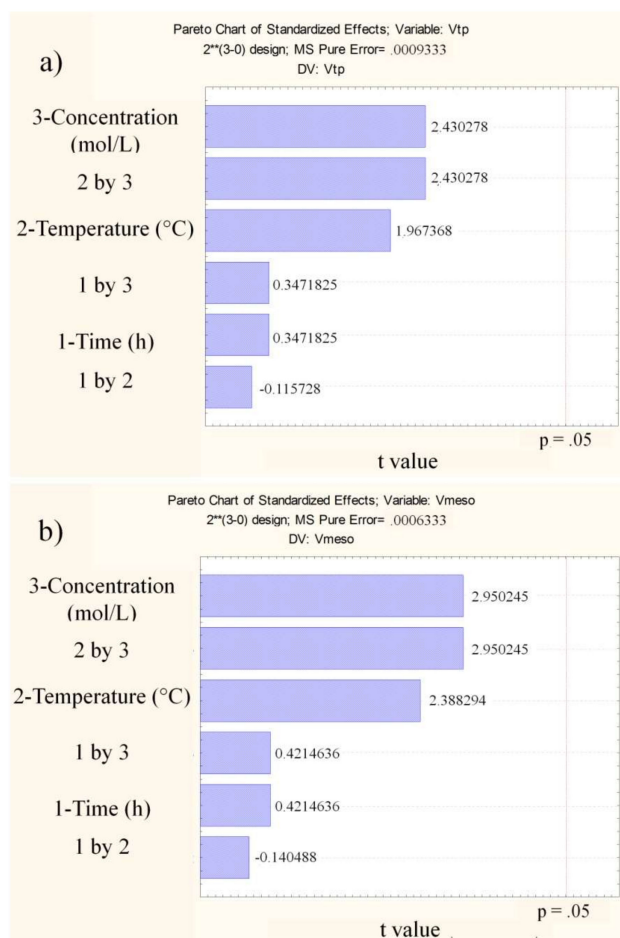 Pareto Chart of Standardized Effects; Variable: Vtp
2**(3-0) design; MS Pure Error= .0009333
DV: Vtp
a)
3-Concentration
(mol/L)
2.430278
2 by 3
2.430278
2-Temperature (°C)
1.967368
1 by 3
0.3471825
1-Time (h)
0.3471825
1 by 2
-0.115728
p = .05
t value
Pareto Chart of Standardized Effects; Variable: Vmeso
2**(3-0) design; MS Pure Error= .0006333
DV: Vmeso
b)
3-Concentration
(mol/L)
2.950245
2 by 3
2.950245
2-Temperature (°C)
2.388294
1 by 3
0.4214636
1-Time (h)
0.4214636
1 by 2
-0.140488
p = .05
t value